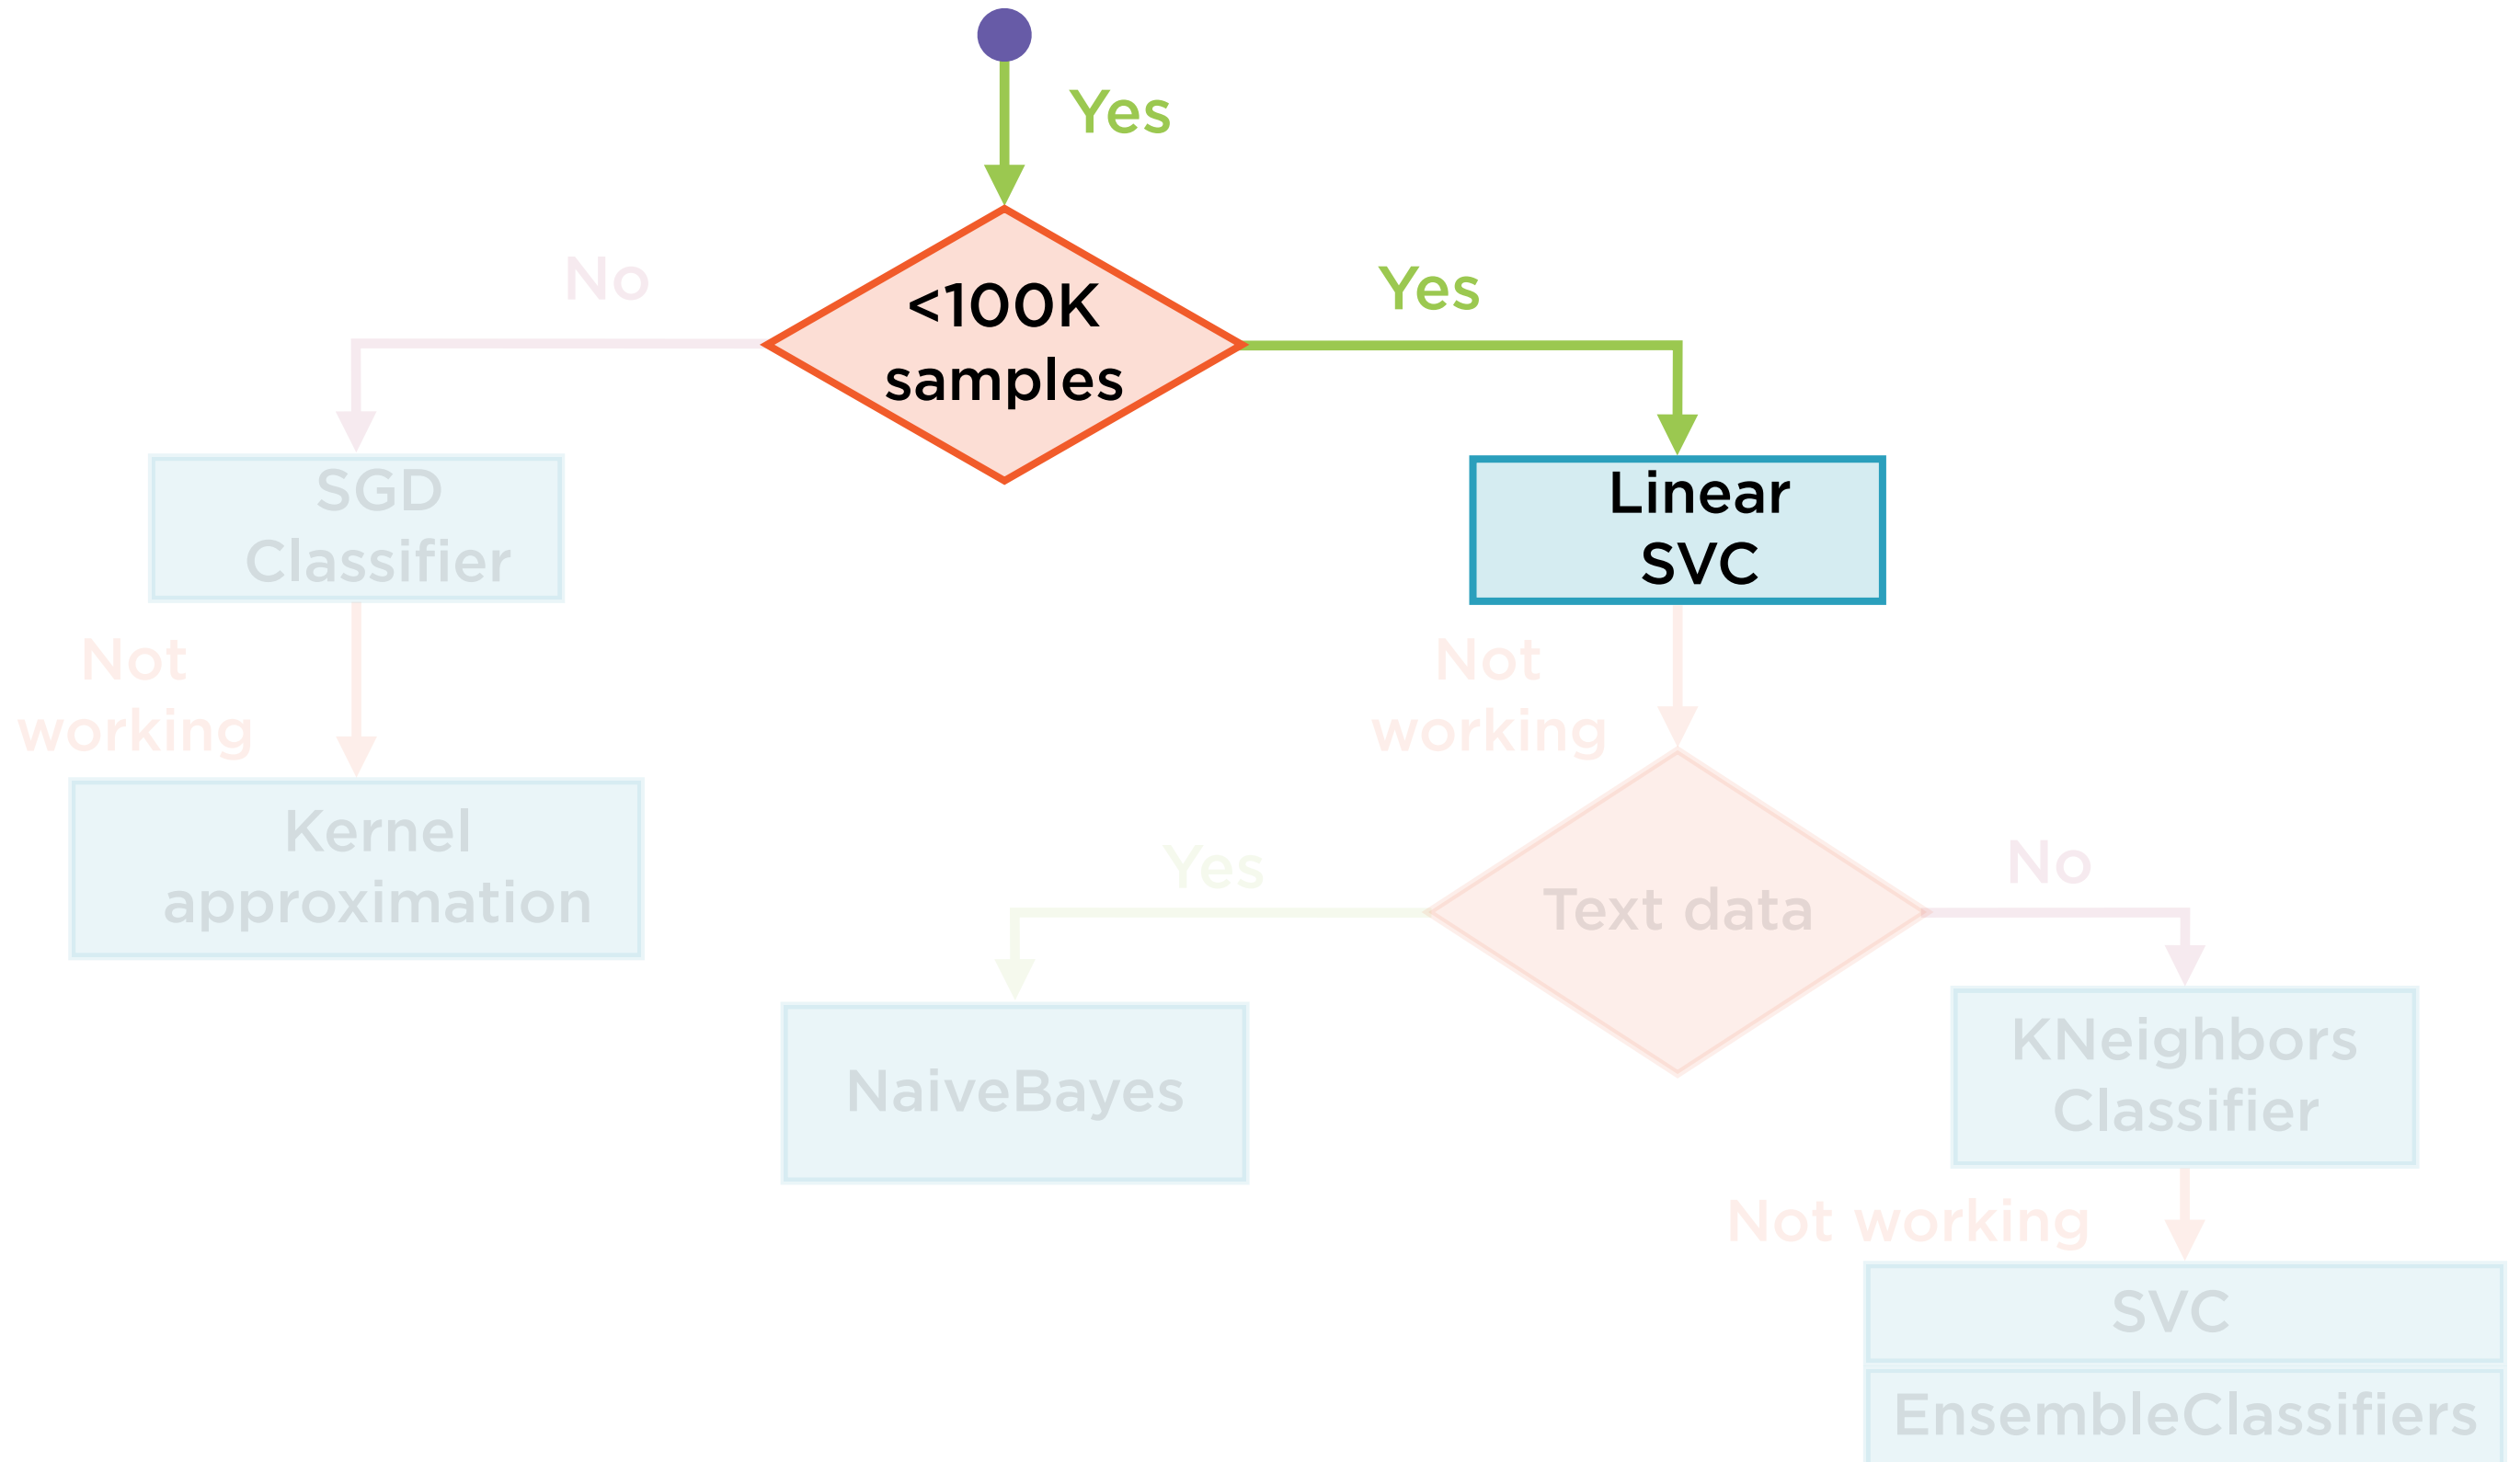 Yes
No
<100K
samples
Yes
SGD
Classifier
Linear
SVC
Not
working
Not
working
Kernel
approximation
Yes
Text data
No
NaiveBayes
KNeighbors
Classifier
Not working
SVC
EnsembleClassifiers